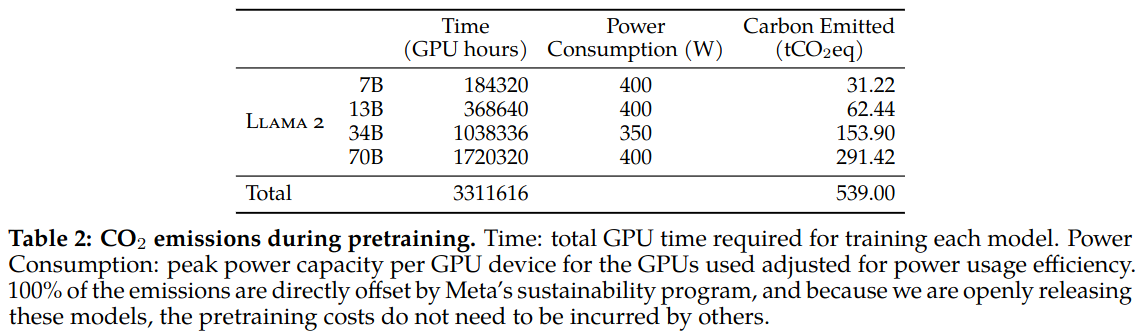 Time Power Carbon Emitted
(GPU hours) Consumption (W) (tCO₂eq)
7B 184320 400 31.22
13B 368640 400 62.44
LLAMA 2
34B 1038336 350 153.90
70B 1720320 400 291.42
Total 3311616 539.00
Table 2: CO₂ emissions during pretraining. Time: total GPU time required for training each model. Power
Consumption: peak power capacity per GPU device for the GPUs used adjusted for power usage efficiency.
100% of the emissions are directly offset by Meta's sustainability program, and because we are openly releasing
these models, the pretraining costs do not need to be incurred by others.